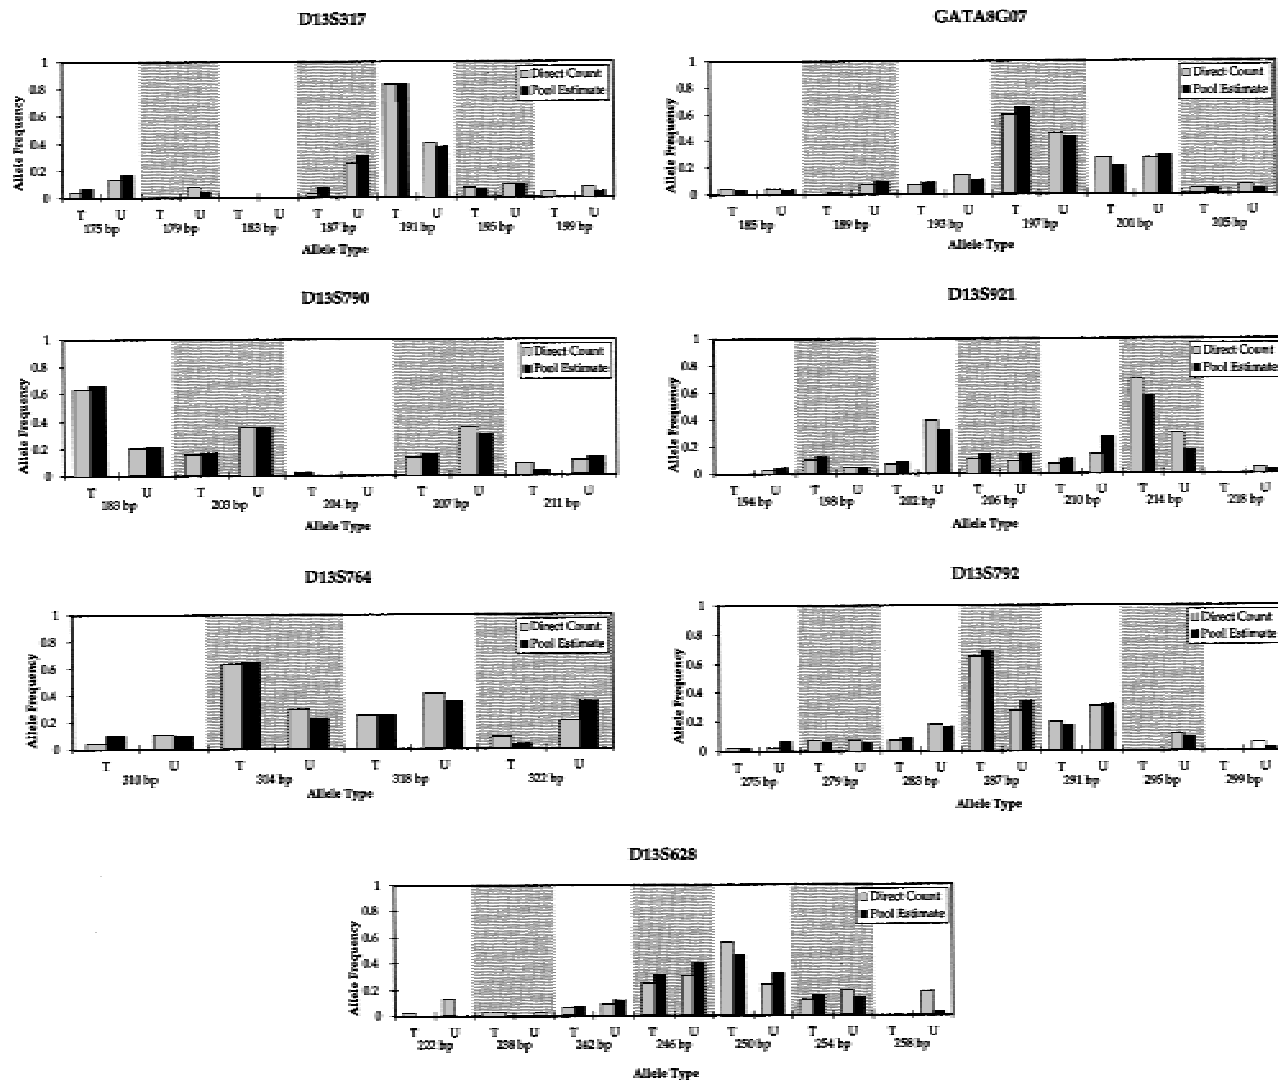 D13S317
1
0.8
0.6
0.4
0.2
0
Allele Frequency
Direct Count
Pool Estimate
T U T U T U T U T U T U T U
175 bp 179 bp 183 bp 187 bp 191 bp 195 bp 199 bp
Allele Type
GATA8G07
1
0.8
0.6
0.4
0.2
0
Allele Frequency
Direct Count
Pool Estimate
T U T U T U T U T U T U
185 bp 189 bp 193 bp 197 bp 201 bp 205 bp
Allele Type
D13S790
1
0.8
0.6
0.4
0.2
0
Allele Frequency
Direct Count
Pool Estimate
T U T U T U T U T U
183 bp 203 bp 204 bp 207 bp 211 bp
Allele Type
D13S921
1
0.8
0.6
0.4
0.2
0
Allele Frequency
Direct Count
Pool Estimate
T U T U T U T U T U T U T U
194 bp 198 bp 202 bp 206 bp 210 bp 214 bp 218 bp
Allele Type
D13S764
1
0.8
0.6
0.4
0.2
0
Allele Frequency
Direct Count
Pool Estimate
T U T U T U T U
310 bp 314 bp 318 bp 322 bp
Allele Type
D13S792
1
0.8
0.6
0.4
0.2
0
Allele Frequency
Direct Count
Pool Estimate
T U T U T U T U T U T U T U
275 bp 279 bp 283 bp 287 bp 291 bp 295 bp 299 bp
Allele Type
D13S628
1
0.8
0.6
0.4
0.2
0
Allele Frequency
Direct Count
Pool Estimate
T U T U T U T U T U T U T U
232 bp 238 bp 242 bp 246 bp 250 bp 254 bp 258 bp
Allele Type